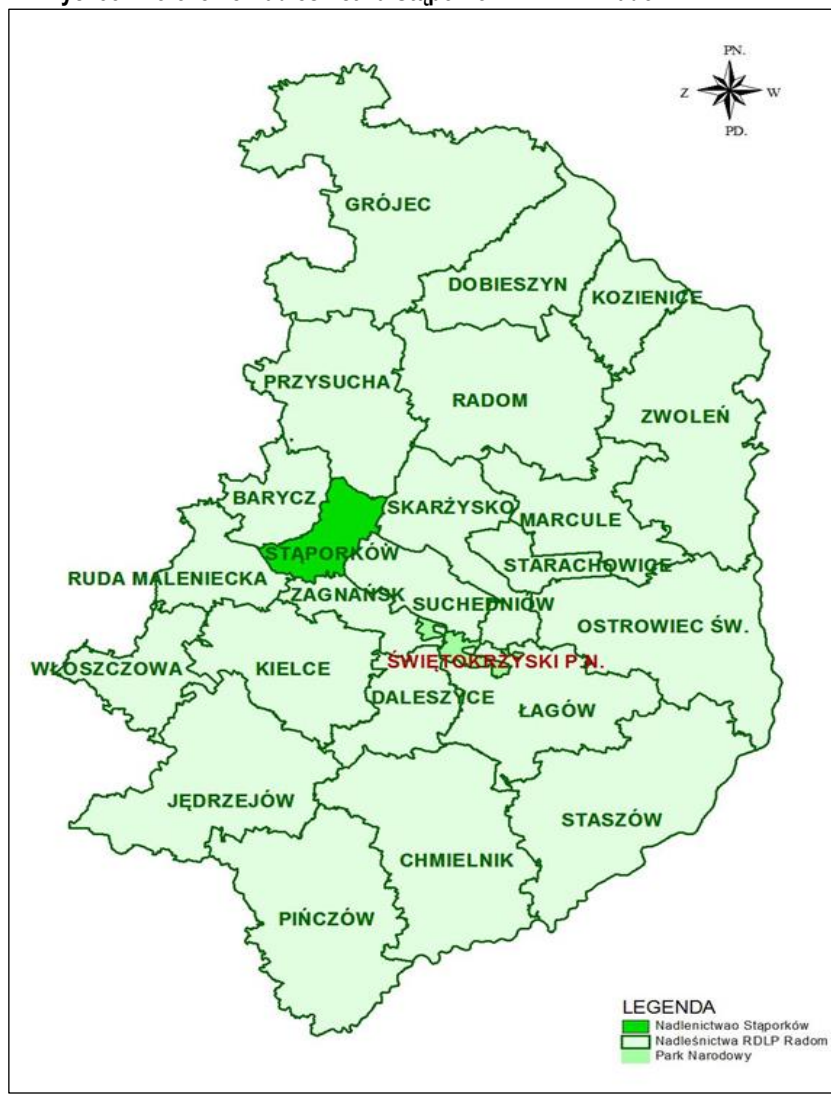 PN.
Z W
PD.
GRÓJEC
DOBIESZYN
KOZIENICE
PRZYSUCHA
RADOM
ZWOLEŃ
BARYCZ
SKARŻYSKO
MARCULE
STĄPORKÓW
STARACHOWICE
RUDA MALENIECKA
ZAGNAŃSK
SUCHEDNIÓW
OSTROWIEC ŚW.
WŁOSZCZOWA
KIELCE
ŚWIĘTOKRZYSKI P.N.
DALESZYCE
ŁAGÓW
JĘDRZEJÓW
STASZÓW
CHMIELNIK
PIŃCZÓW
LEGENDA
Nadlenictwao Stąporków
Nadleśnictwa RDLP Radom
Park Narodowy